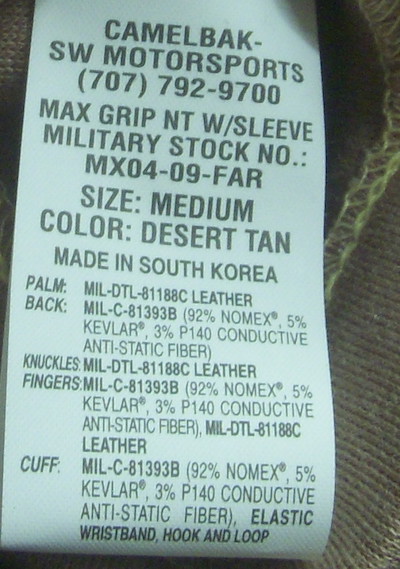 CAMELBAK-
SW MOTORSPORTS
(707) 792-9700
MAX GRIP NT W/SLEEVE
MILITARY STOCK NO.:
MX04-09-FAR
SIZE: MEDIUM
COLOR: DESERT TAN
MADE IN SOUTH KOREA
PALM: MIL-DTL-81188C LEATHER
BACK: MIL-C-81393B (92% NOMEX®, 5%
KEVLAR®, 3% P140 CONDUCTIVE
ANTI-STATIC FIBER)
KNUCKLES: MIL-DTL-81188C LEATHER
FINGERS: MIL-C-81393B (92% NOMEX®, 5%
KEVLAR®, 3% P140 CONDUCTIVE
ANTI-STATIC FIBER), MIL-DTL-81188C
LEATHER
CUFF: MIL-C-81393B (92% NOMEX®, 5%
KEVLAR®, 3% P140 CONDUCTIVE
ANTI-STATIC FIBER), ELASTIC
WRISTBAND, HOOK AND LOOP